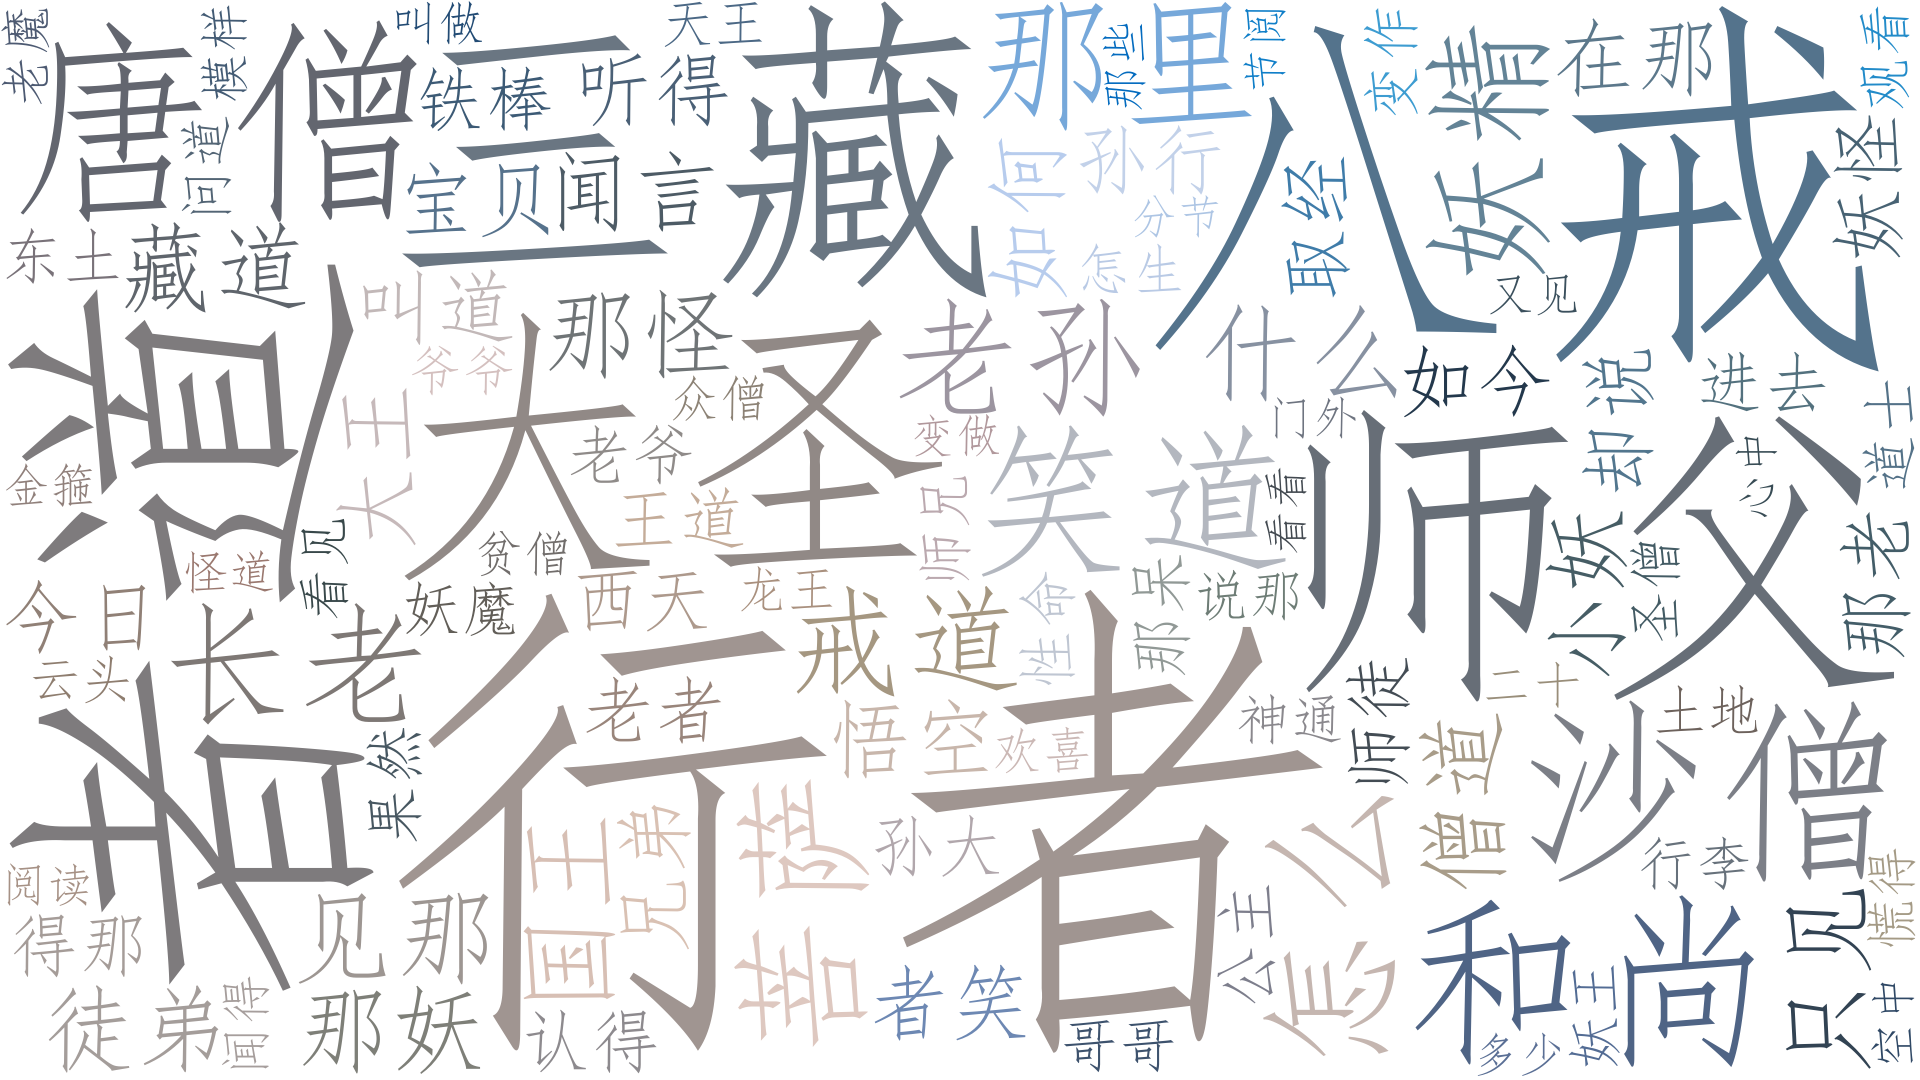 老魔
唐僧
模样
叫做
天王
三藏
铁棒
听得
那里
那些
节阅
八戒
变作
妖精
在那
观看
问道
宝贝
闻言
如何
孙行
分节
怎生
取经
妖怪
又见
东土
藏道
者道
叫道
爷爷
那怪
大圣
众僧
老孙
什么
如今
却说
进去
道士
大王
老爷
变做
门外
笑道
师父
心中
金箍
看见
怪道
贫僧
王道
师兄
看看
那老
今日
妖魔
西天
龙王
戒道
性命
那呆
说那
小妖
圣僧
云头
长老
行者
老者
悟空
欢喜
神通
师徒
二十
土地
沙僧
果然
国王
兄弟
菩萨
孙大
怎么
僧道
行李
阅读
得那
见那
公主
和尚
只见
慌得
徒弟
闻得
那妖
认得
者笑
哥哥
多少
妖王
空中